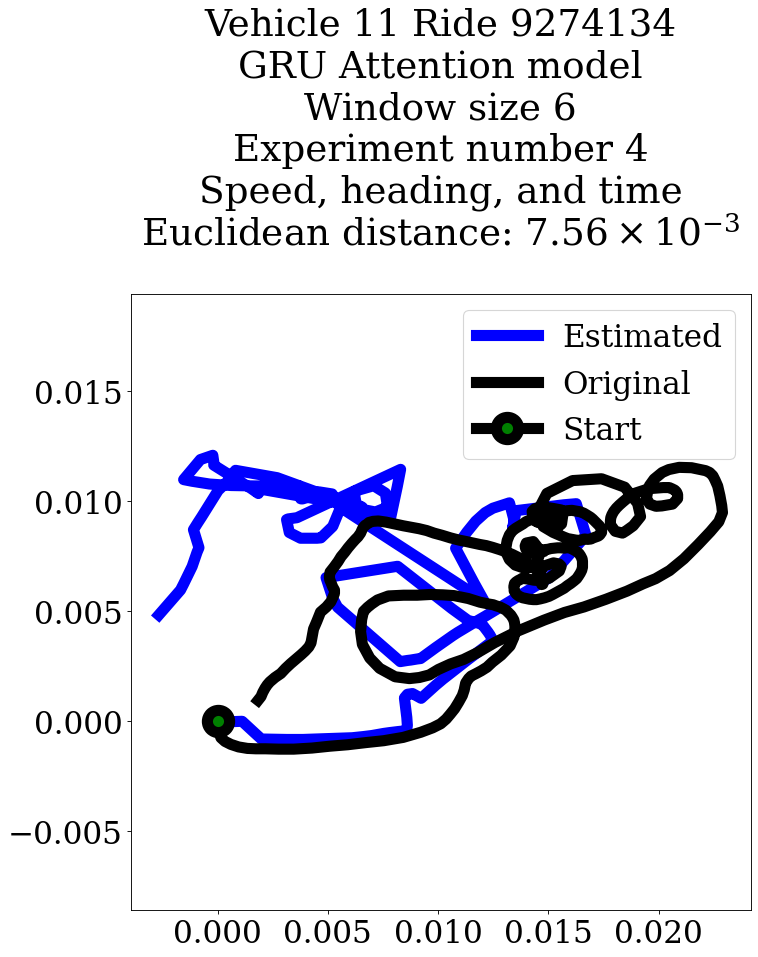 Vehicle 11 Ride 9274134
GRU Attention model
Window size 6
Experiment number 4
Speed, heading, and time
Euclidean distance: 7.56 × 10⁻³
Estimated
Original
Start
0.015
0.010
0.005
0.000
−0.005
0.000 0.005 0.010 0.015 0.020